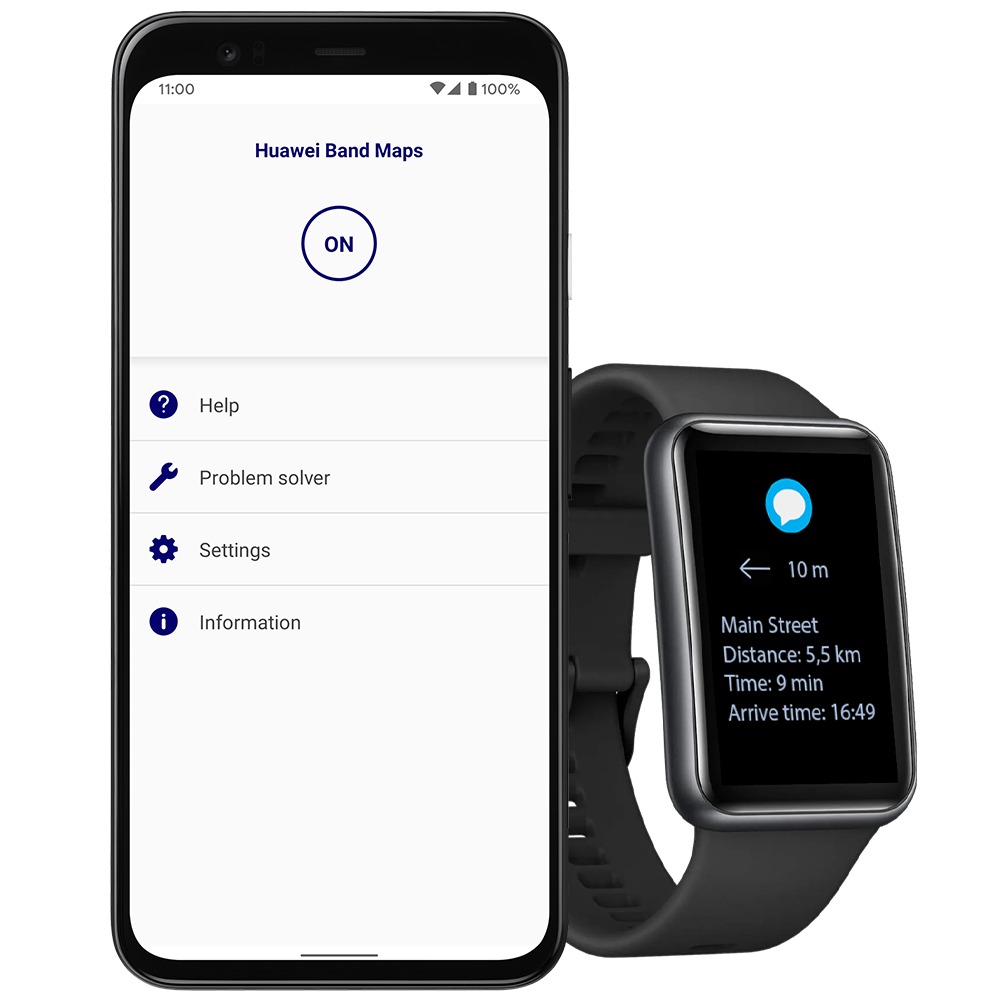 11:00
100%
Huawei Band Maps
ON
Help
Problem solver
Settings
Information
10 m
Main Street
Distance: 5,5 km
Time: 9 min
Arrive time: 16:49